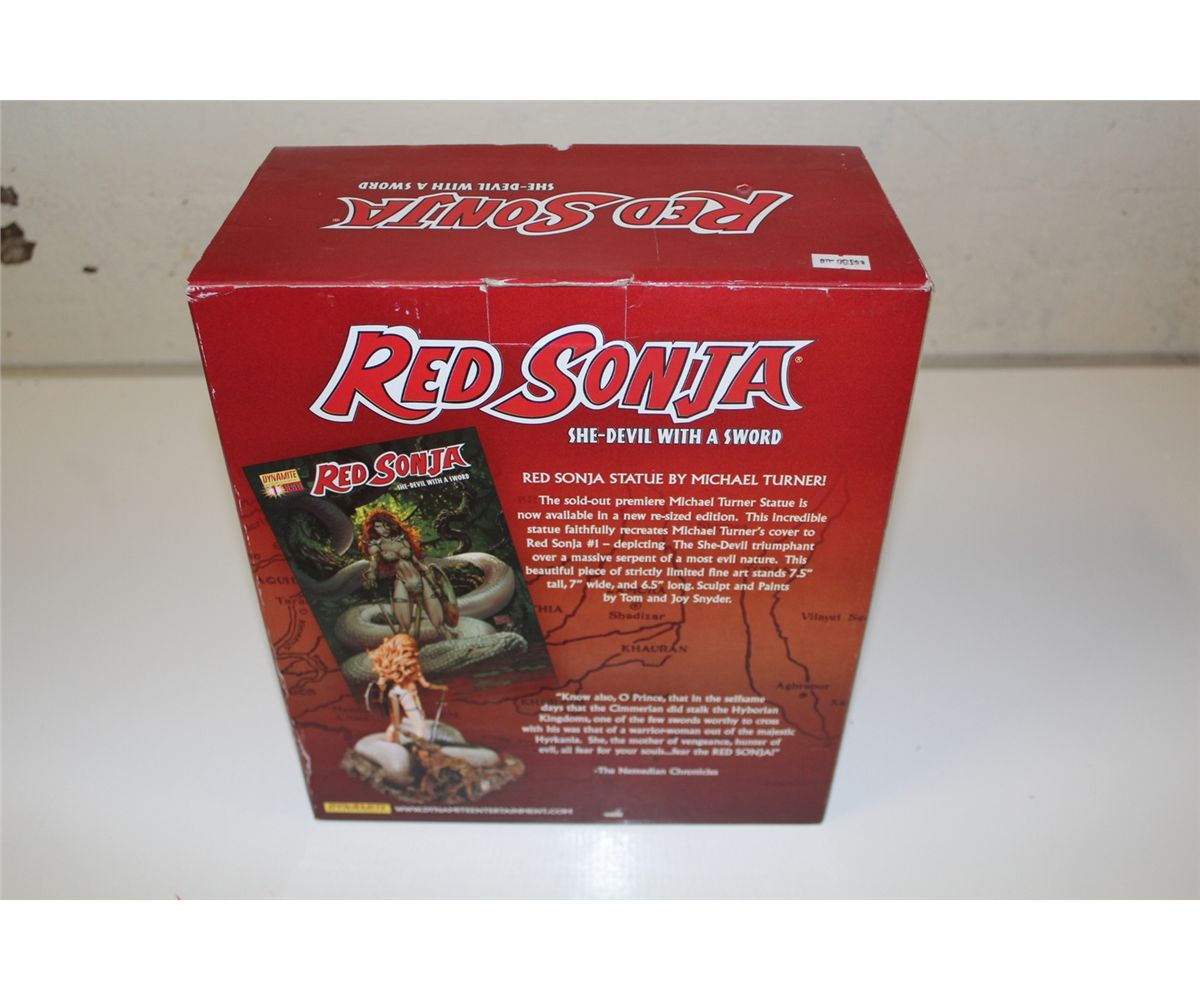 RED SONJA®
SHE-DEVIL WITH A SWORD
RED SONJA®
SHE-DEVIL WITH A SWORD
DYNAMITE
1
RED SONJA
SHE-DEVIL WITH A SWORD
RED SONJA STATUE BY MICHAEL TURNER!
The sold-out premiere Michael Turner Statue is
now available in a new re-sized edition. This incredible
statue faithfully recreates Michael Turner's cover to
Red Sonja #1 – depicting The She-Devil triumphant
over a massive serpent of a most evil nature. This
beautiful piece of strictly limited fine art stands 7.5"
tall, 7" wide, and 6.5" long. Sculpt and Paints
by Tom and Joy Snyder.
Shadizar
Vilayet
KHAURAN
Aghrapur
"Know also, O Prince, that in the selfsame
days that the Cimmerian did stalk the Hyborian
Kingdoms, one of the few swords worthy to cross
with his was that of a warrior-woman out of the majestic
Hyrkania. She, the mother of vengeance, hunter of
evil, all fear for your souls...fear the RED SONJA!"
-The Nemedian Chronicles
DYNAMITE
WWW.DYNAMITEENTERTAINMENT.COM